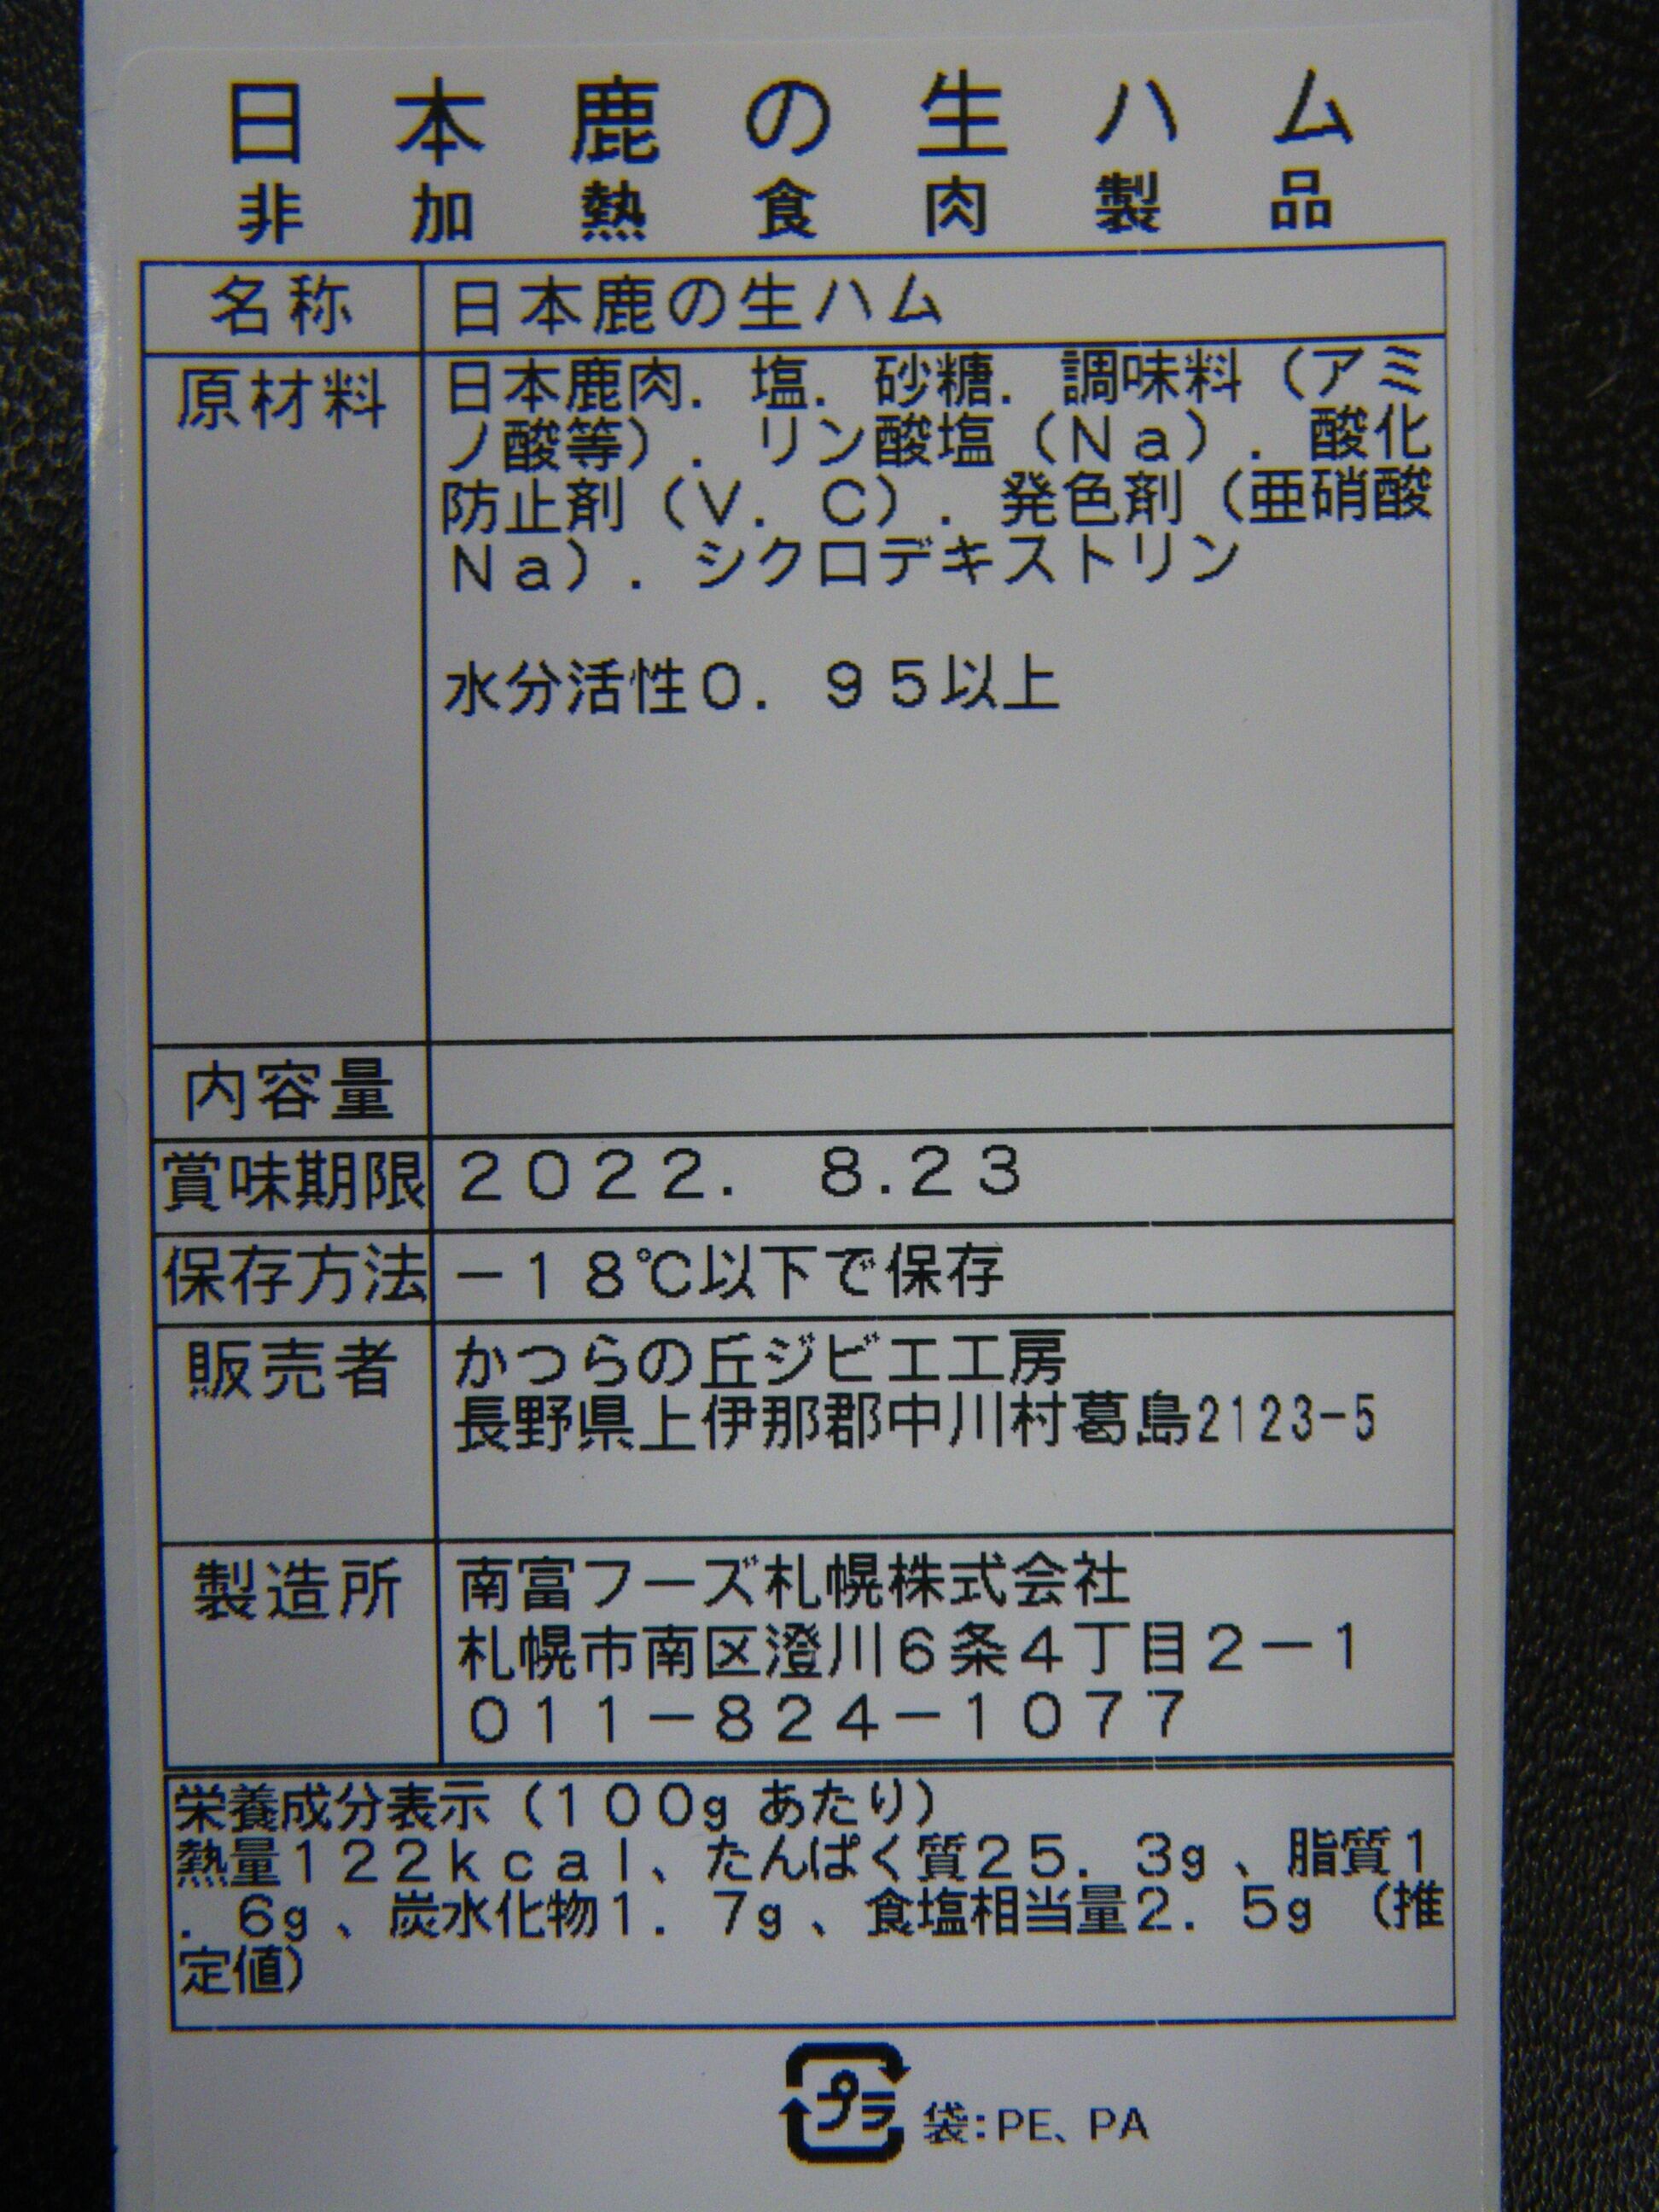 日本鹿の生ハム
非加熱食肉製品
名称 日本鹿の生ハム
原材料 日本鹿肉．塩．砂糖．調味料（アミ
ノ酸等）．リン酸塩（Ｎａ）．酸化
防止剤（Ｖ．Ｃ）．発色剤（亜硝酸
Ｎａ）．シクロデキストリン
水分活性０．９５以上
内容量
賞味期限 ２０２２． ８.２３
保存方法 －１８℃以下で保存
販売者 かつらの丘ジビエ工房
長野県上伊那郡中川村葛島2123-5
製造所 南富フーズ札幌株式会社
札幌市南区澄川６条４丁目２－１
０１１－８２４－１０７７
栄養成分表示（１００g あたり）
熱量１２２ｋｃａｌ、たんぱく質２５．３g、脂質１
．６g、炭水化物１．７g、食塩相当量２．５g（推
定値）
プラ 袋:PE、PA